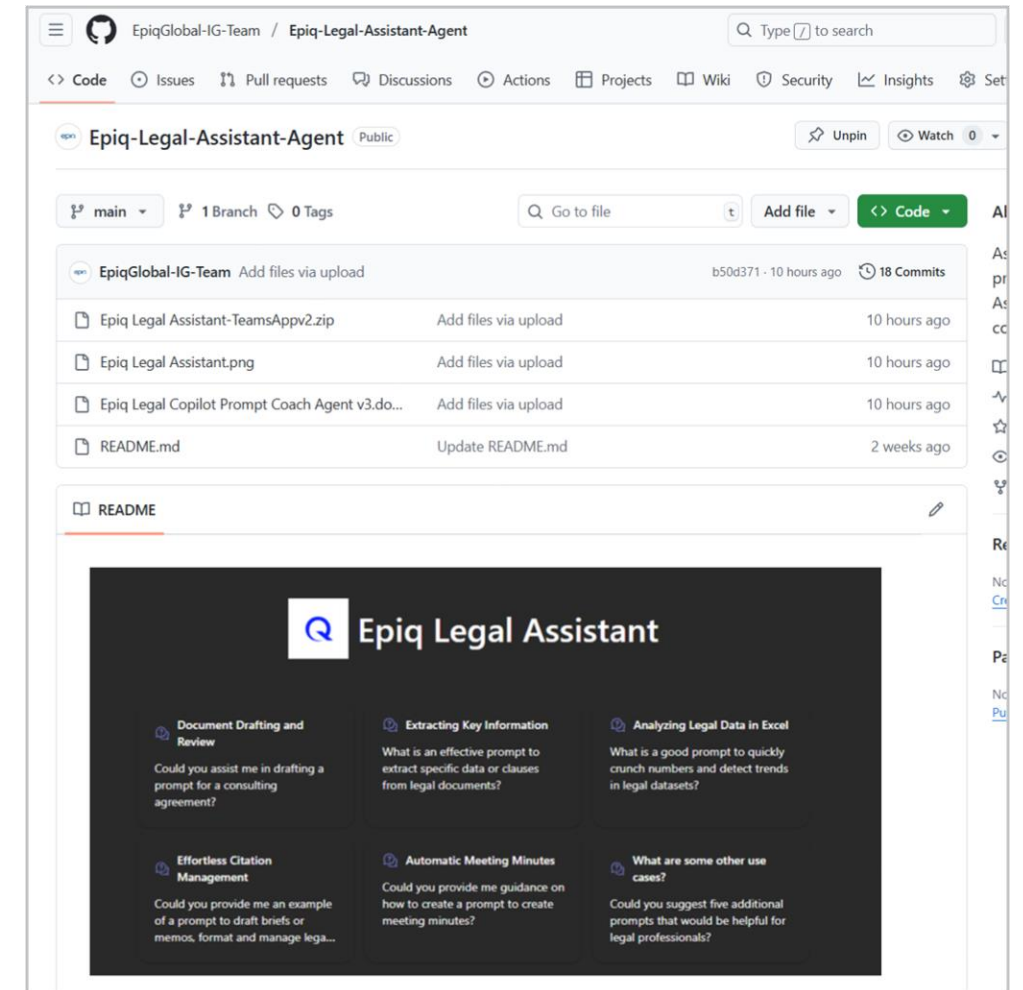 EpiqGlobal-IG-Team / Epiq-Legal-Assistant-Agent
Type / to search
Code Issues Pull requests Discussions Actions Projects Wiki Security Insights Set
epiq Epiq-Legal-Assistant-Agent Public
Unpin Watch 0
main 1 Branch 0 Tags
Go to file t Add file Code
EpiqGlobal-IG-Team Add files via upload b50d371 · 10 hours ago 18 Commits
Epiq Legal Assistant-TeamsAppv2.zip Add files via upload 10 hours ago
Epiq Legal Assistant.png Add files via upload 10 hours ago
Epiq Legal Copilot Prompt Coach Agent v3.do... Add files via upload 10 hours ago
README.md Update README.md 2 weeks ago
README
Epiq Legal Assistant
Document Drafting and
Review
Could you assist me in drafting a
prompt for a consulting
agreement?
Extracting Key Information
What is an effective prompt to
extract specific data or clauses
from legal documents?
Analyzing Legal Data in Excel
What is a good prompt to quickly
crunch numbers and detect trends
in legal datasets?
Effortless Citation
Management
Could you provide me an example
of a prompt to draft briefs or
memos, format and manage lega...
Automatic Meeting Minutes
Could you provide me guidance on
how to create a prompt to create
meeting minutes?
What are some other use
cases?
Could you suggest five additional
prompts that would be helpful for
legal professionals?